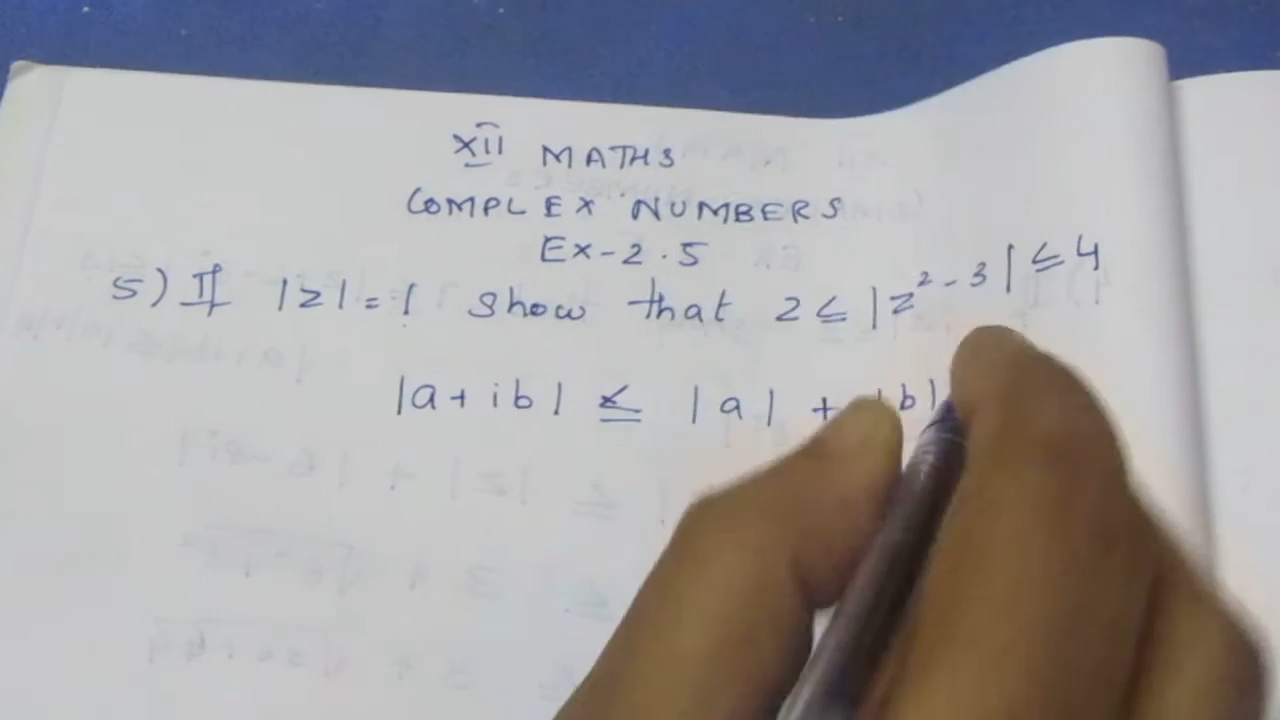 XII MATHS
COMPLEX NUMBERS
Ex-2.5
5) If |z| = 1 show that 2 ≤ |z² - 3| ≤ 4
|a + ib| ≤ |a| + |b|